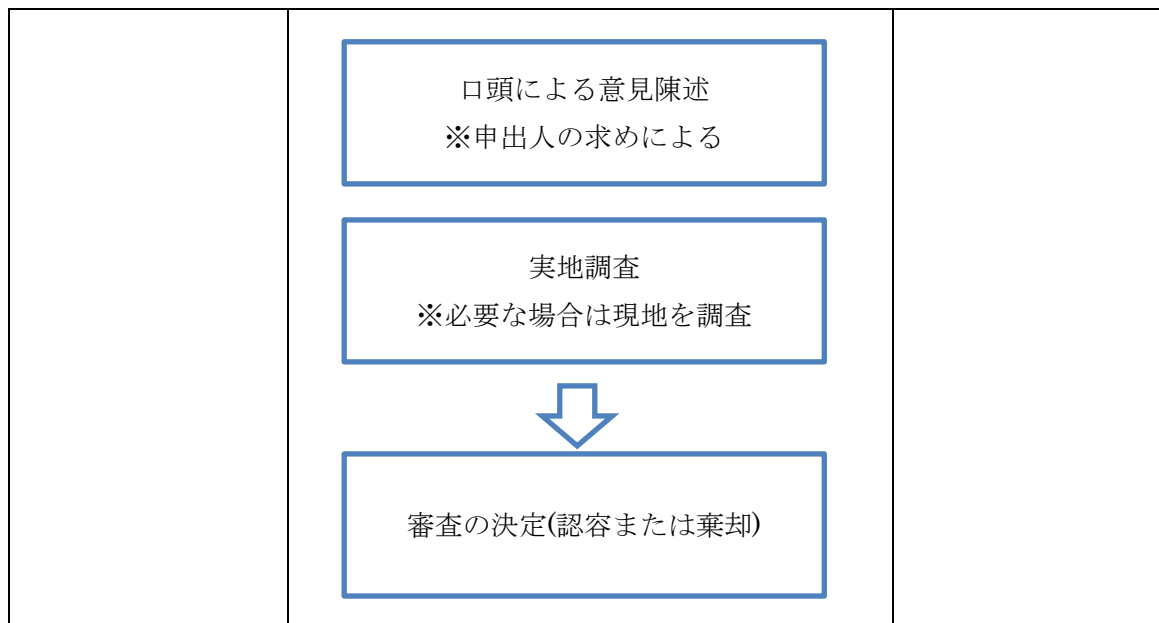 口頭による意見陳述
※申出人の求めによる
実地調査
※必要な場合は現地を調査
審査の決定(認容または棄却)